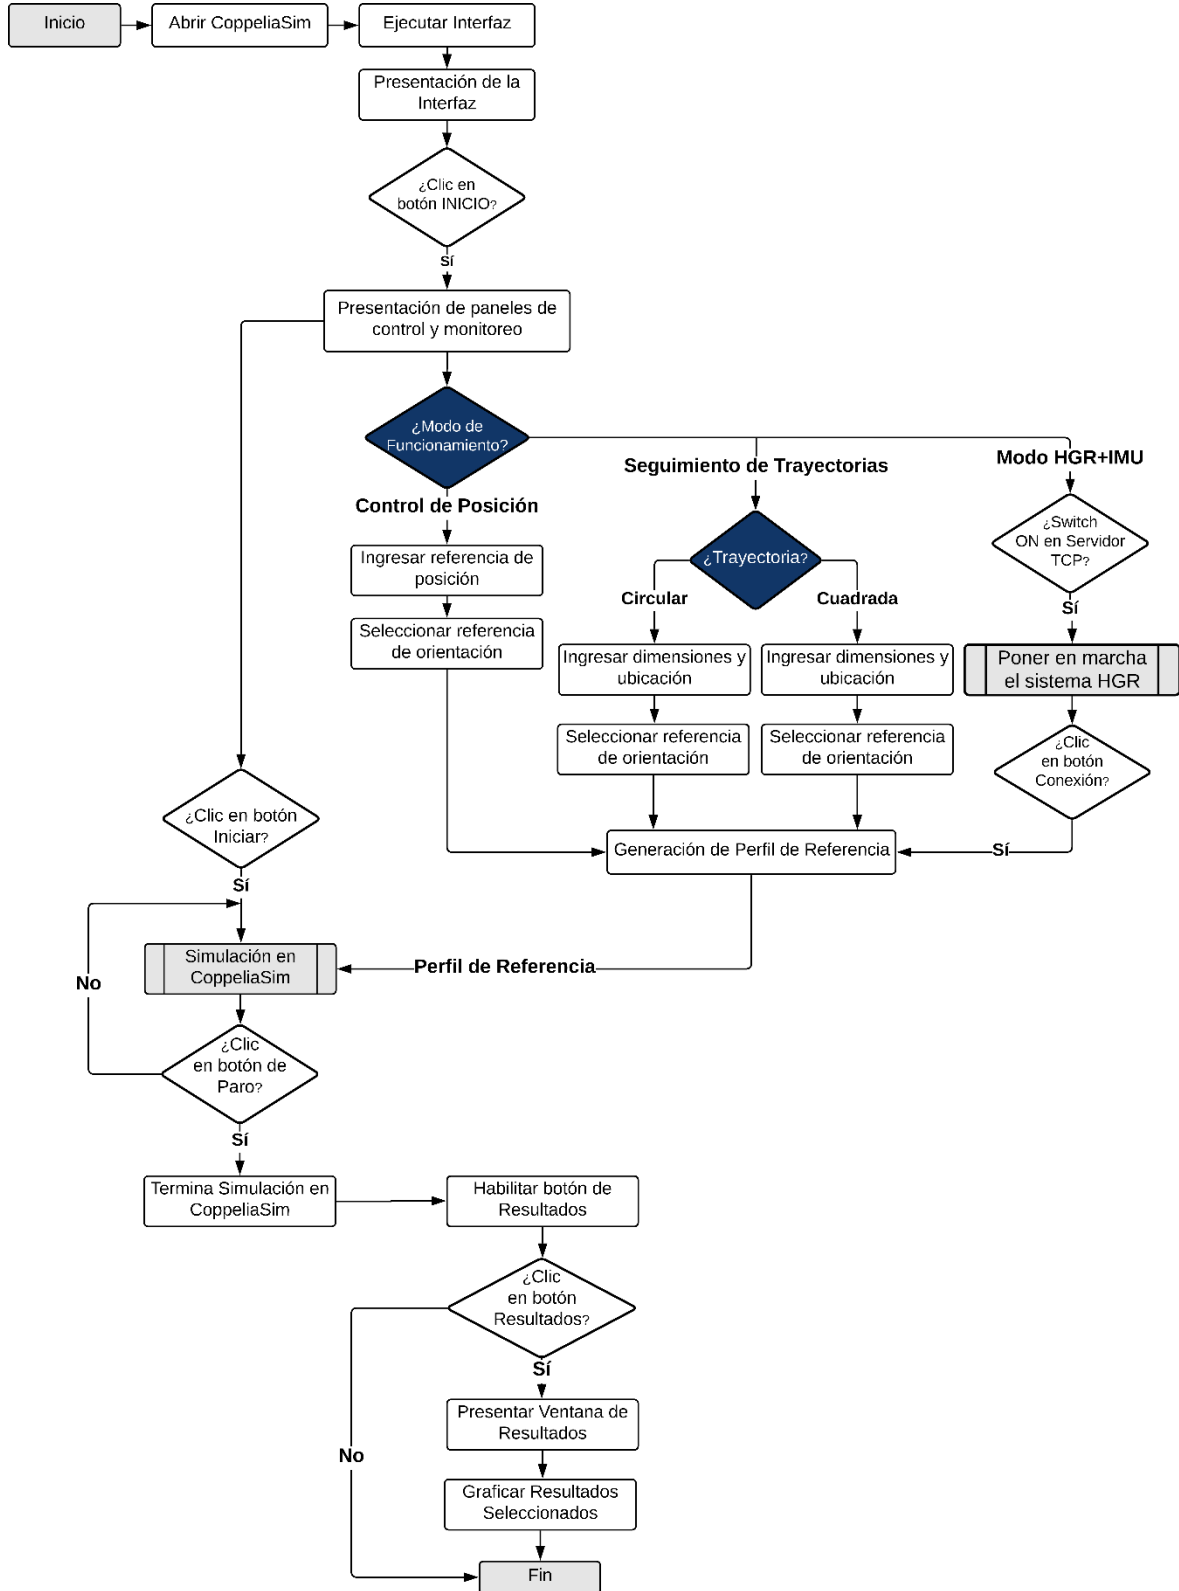 Inicio
Abrir CoppeliaSim
Ejecutar Interfaz
Presentación de la
Interfaz
¿Clic en
botón INICIO?
Sí
Presentación de paneles de
control y monitoreo
¿Modo de
Funcionamiento?
Control de Posición
Ingresar referencia de
posición
Seleccionar referencia
de orientación
Seguimiento de Trayectorias
¿Trayectoria?
Circular
Cuadrada
Ingresar dimensiones y
ubicación
Seleccionar referencia
de orientación
Ingresar dimensiones y
ubicación
Seleccionar referencia
de orientación
Modo HGR+IMU
¿Switch
ON en Servidor
TCP?
Sí
Poner en marcha
el sistema HGR
¿Clic
en botón
Conexión?
Sí
Generación de Perfil de Referencia
Perfil de Referencia
¿Clic en botón
Iniciar?
Sí
Simulación en
CoppeliaSim
No
¿Clic
en botón de
Paro?
Sí
Termina Simulación en
CoppeliaSim
Habilitar botón de
Resultados
¿Clic
en botón
Resultados?
Sí
No
Presentar Ventana de
Resultados
Graficar Resultados
Seleccionados
Fin